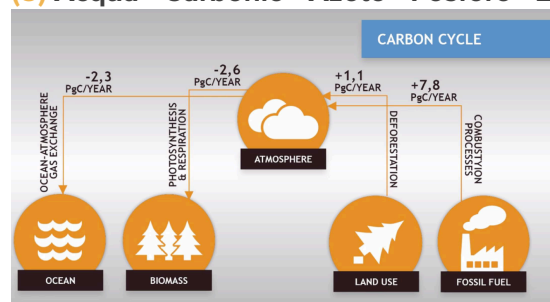 CARBON CYCLE
-2,3
PgC/YEAR
-2,6
PgC/YEAR
+1,1
PgC/YEAR
+7,8
PgC/YEAR
OCEAN-ATMOSPHERE
GAS EXCHANGE
PHOTOSYNTHESIS
& RESPIRATION
ATMOSPHERE
DEFORESTATION
COMBUSTYION
PROCESSES
OCEAN
BIOMASS
LAND USE
FOSSIL FUEL